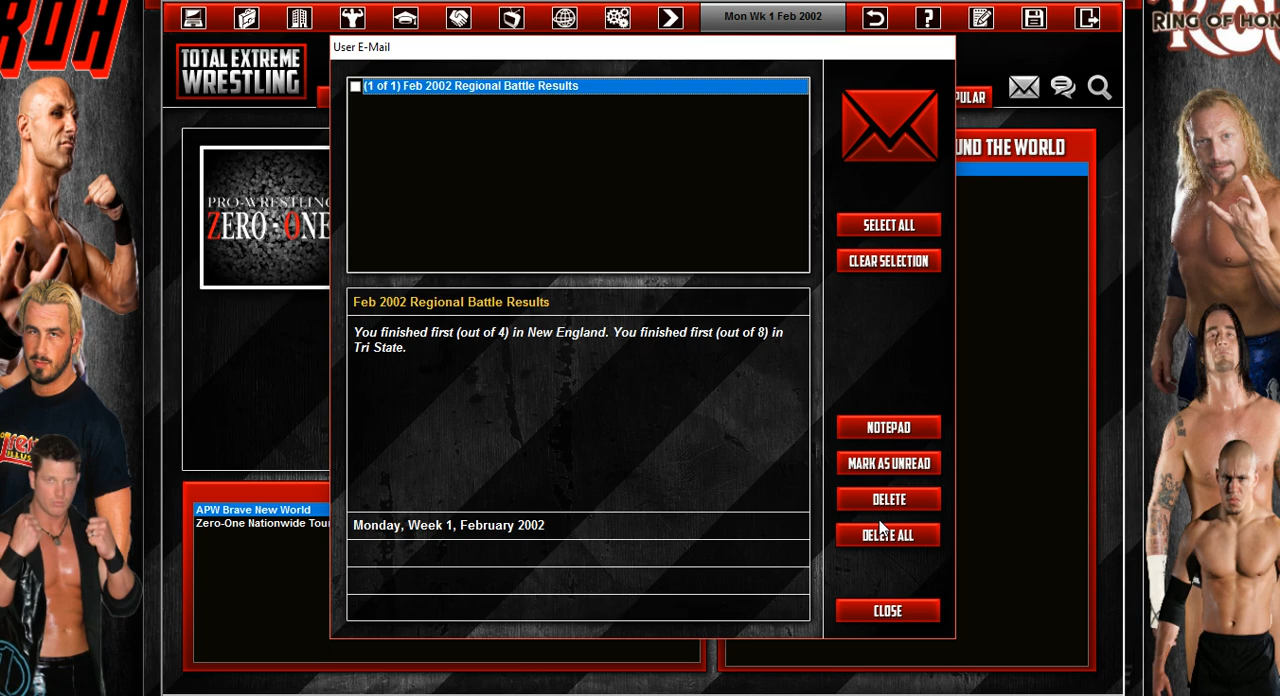 ROH
RING OF HON
Mon Wk 1 Feb 2002
User E-Mail
TOTAL EXTREME
WRESTLING
(1 of 1) Feb 2002 Regional Battle Results
PULAR
UND THE WORLD
PRO-WRESTLING
ZERO-ONE
SELECT ALL
CLEAR SELECTION
Feb 2002 Regional Battle Results
You finished first (out of 4) in New England. You finished first (out of 8) in
Tri State.
NOTEPAD
MARK AS UNREAD
DELETE
DELETE ALL
APW Brave New World
Zero-One Nationwide Tou
Monday, Week 1, February 2002
CLOSE